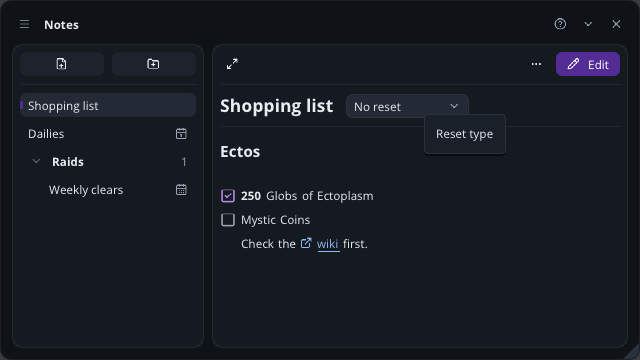 Notes
Edit
Shopping list
Dailies
Raids 1
Weekly clears
Shopping list No reset
Reset type
Ectos
250 Globs of Ectoplasm
Mystic Coins
Check the wiki first.